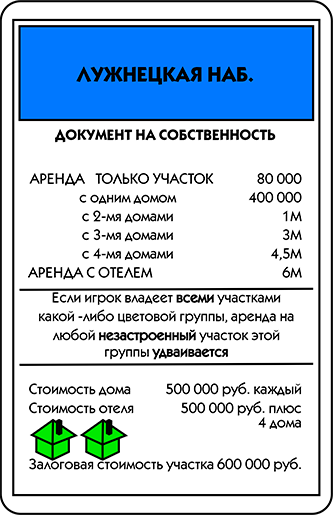 ЛУЖНЕЦКАЯ НАБ.
ДОКУМЕНТ НА СОБСТВЕННОСТЬ
АРЕНДА ТОЛЬКО УЧАСТОК 80 000
с одним домом 400 000
с 2-мя домами 1М
с 3-мя домами 3М
с 4-мя домами 4,5М
АРЕНДА С ОТЕЛЕМ 6М
Если игрок владеет всеми участками
какой -либо цветовой группы, аренда на
любой незастроенный участок этой
группы удваивается
Стоимость дома 500 000 руб. каждый
Стоимость отеля 500 000 руб. плюс
4 дома
Залоговая стоимость участка 600 000 руб.